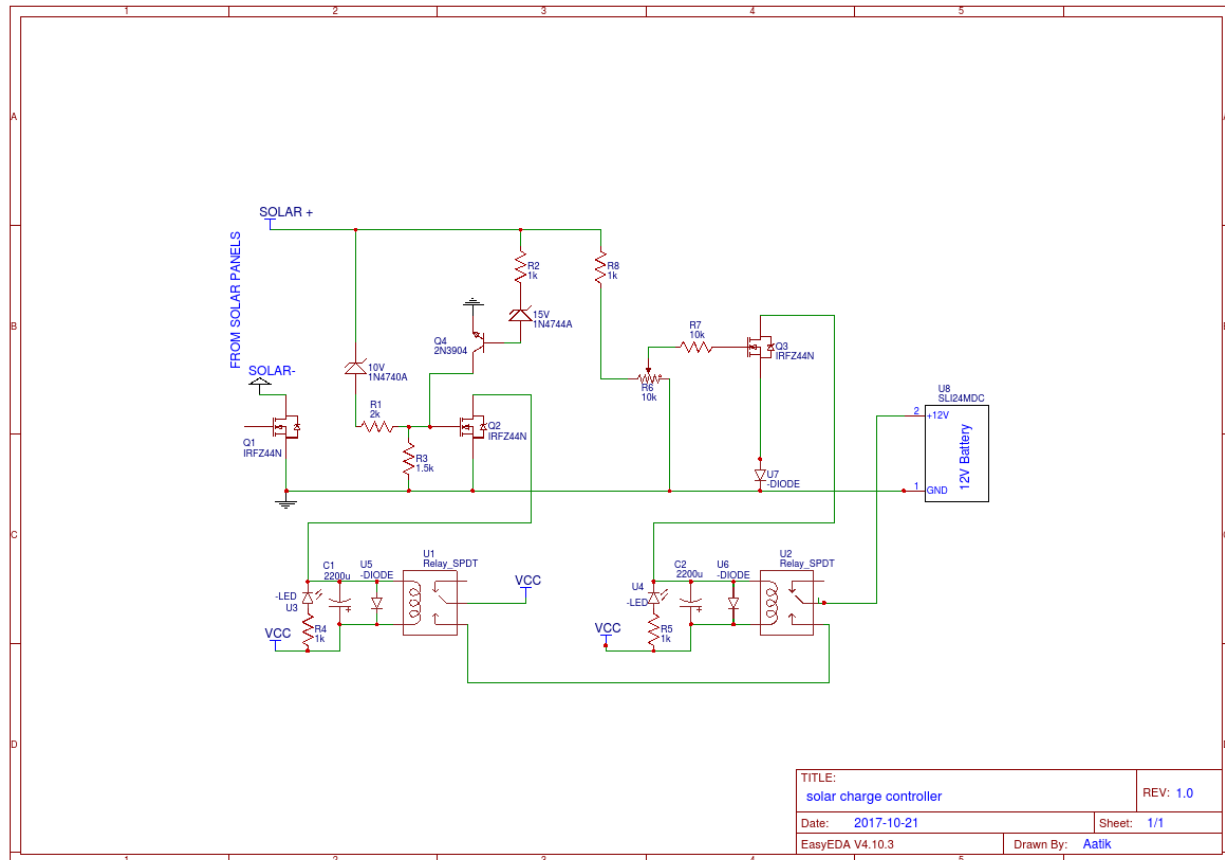 1 2 3 4 5
A
B
C
D
SOLAR +
FROM SOLAR PANELS
SOLAR-
R2
1k
R8
1k
15V
1N4744A
Q4
2N3904
10V
1N4740A
R1
2k
R3
1.5k
Q1
IRFZ44N
Q2
IRFZ44N
R7
10k
R6
10k
Q3
IRFZ44N
U7
-DIODE
U8
SLI24MDC
2 +12V
12V Battery
1 GND
C1
2200u
U5
-DIODE
U1
Relay_SPDT
VCC
-LED
U3
R4
1k
VCC
C2
2200u
U6
-DIODE
U2
Relay_SPDT
U4
-LED
R5
1k
VCC
TITLE:
solar charge controller
REV: 1.0
Date: 2017-10-21
Sheet: 1/1
EasyEDA V4.10.3
Drawn By: Aatik